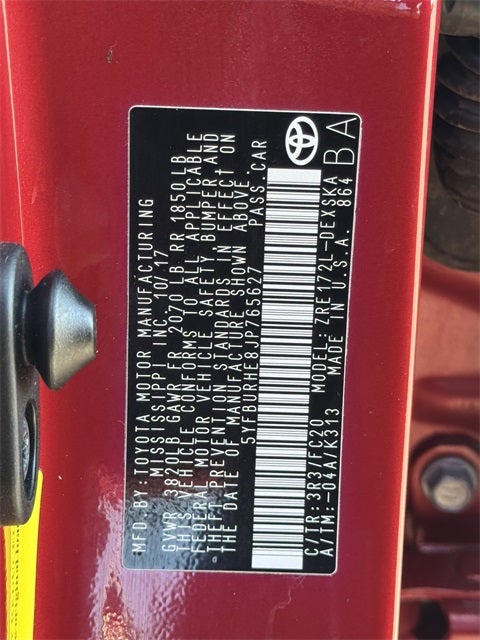 MFD. BY: TOYOTA MOTOR MANUFACTURING
MISSISSIPPI INC. 10/17
GVWR 3820LB GAWR FR 2070 LB RR 1850LB
THIS VEHICLE CONFORMS TO ALL APPLICABLE
FEDERAL MOTOR VEHICLE SAFETY BUMPER AND
THEFT PREVENTION STANDARDS IN EFFECT ON
THE DATE OF MANUFACTURE SHOWN ABOVE.
5YFBURHE8JP765627 PASS. CAR
C/TR: 3R3/FC20 MODEL: ZRE172L-DEXSKA
A/TM: -04A/K313 MADE IN U.S.A. 864
BA